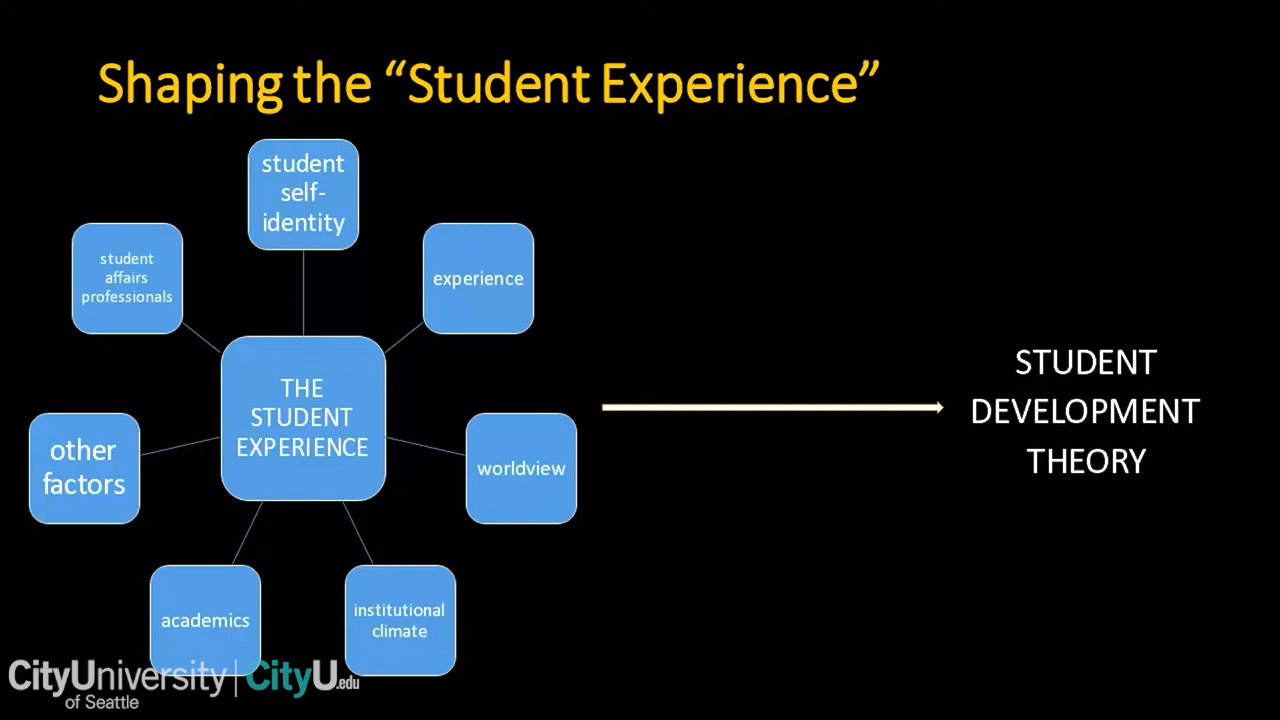 Shaping the “Student Experience”
student
self-
identity
student
affairs
professionals
experience
THE
STUDENT
EXPERIENCE
other
factors
worldview
academics
institutional
climate
STUDENT
DEVELOPMENT
THEORY
CityUniversity | CityU.edu
of Seattle